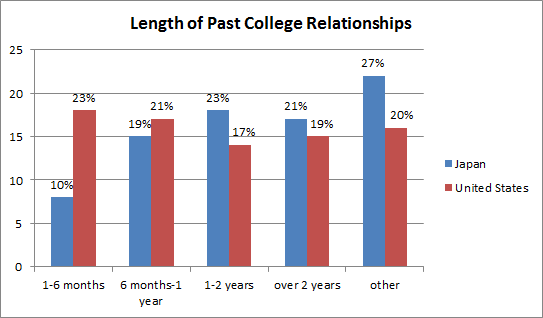 Length of Past College Relationships
25
20
15
10
5
0
10%
23%
19%
21%
23%
17%
21%
19%
27%
20%
1-6 months
6 months-1
year
1-2 years
over 2 years
other
Japan
United States